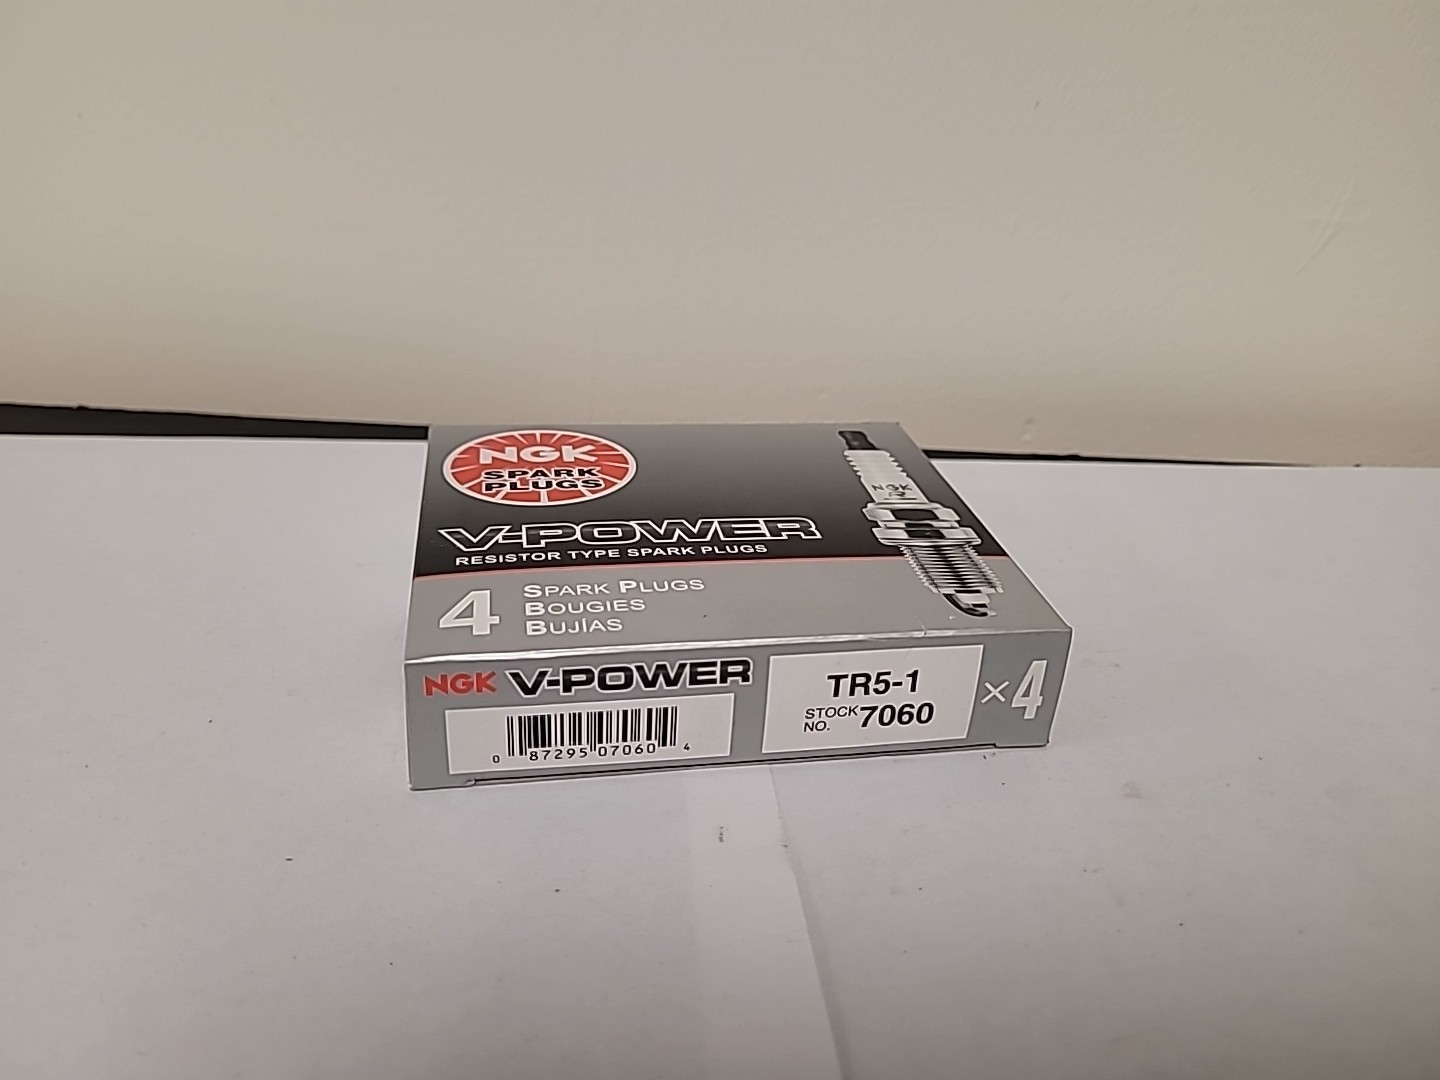 NGK
SPARK
PLUGS
V-POWER
RESISTOR TYPE SPARK PLUGS
4
SPARK PLUGS
BOUGIES
BUJÍAS
NGK
NGK V-POWER
0 87295 07060 4
TR5-1
STOCK NO. 7060
×4